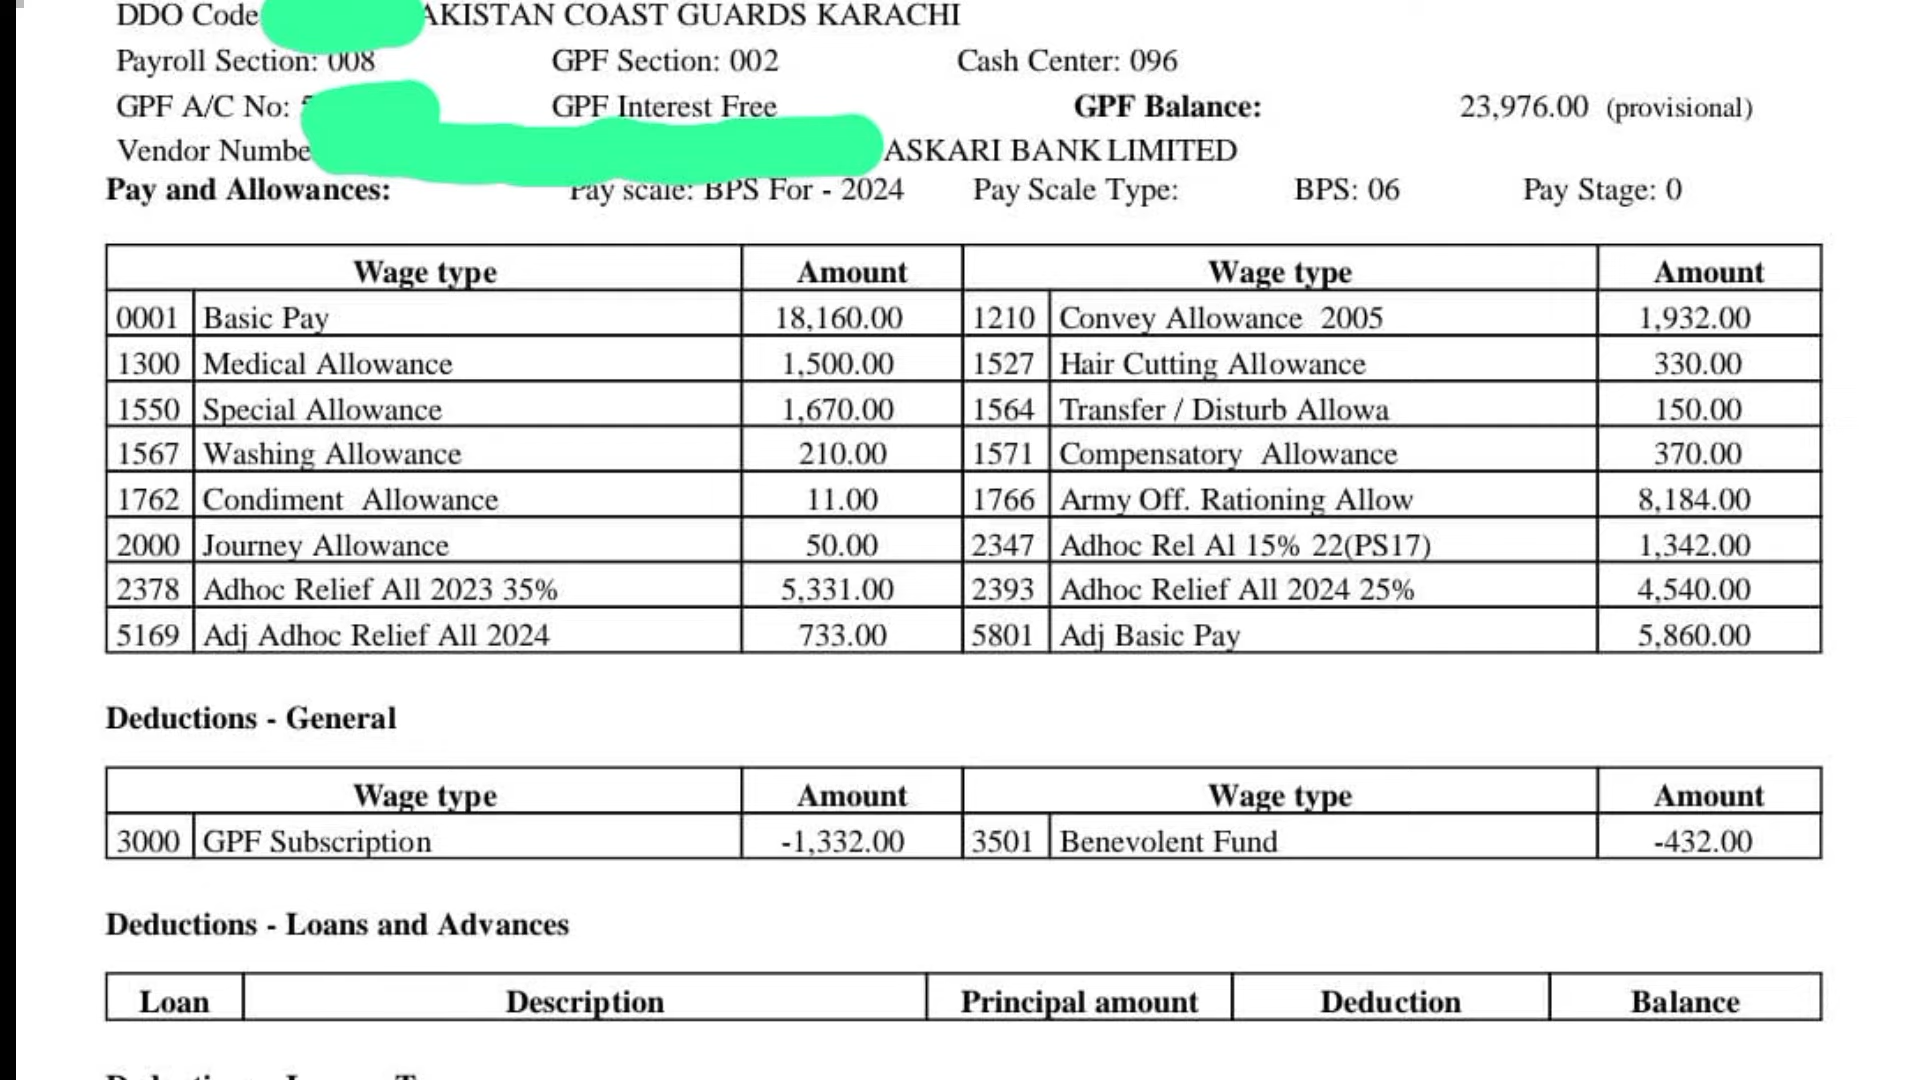 DDO Code AKISTAN COAST GUARDS KARACHI
Payroll Section: 008 GPF Section: 002 Cash Center: 096
GPF A/C No: GPF Interest Free GPF Balance: 23,976.00 (provisional)
Vendor Numbe ASKARI BANK LIMITED
Pay and Allowances: Pay scale: BPS For - 2024 Pay Scale Type: BPS: 06 Pay Stage: 0
Wage type Amount Wage type Amount
0001 Basic Pay 18,160.00 1210 Convey Allowance 2005 1,932.00
1300 Medical Allowance 1,500.00 1527 Hair Cutting Allowance 330.00
1550 Special Allowance 1,670.00 1564 Transfer / Disturb Allowa 150.00
1567 Washing Allowance 210.00 1571 Compensatory Allowance 370.00
1762 Condiment Allowance 11.00 1766 Army Off. Rationing Allow 8,184.00
2000 Journey Allowance 50.00 2347 Adhoc Rel Al 15% 22(PS17) 1,342.00
2378 Adhoc Relief All 2023 35% 5,331.00 2393 Adhoc Relief All 2024 25% 4,540.00
5169 Adj Adhoc Relief All 2024 733.00 5801 Adj Basic Pay 5,860.00
Deductions - General
Wage type Amount Wage type Amount
3000 GPF Subscription -1,332.00 3501 Benevolent Fund -432.00
Deductions - Loans and Advances
Loan Description Principal amount Deduction Balance